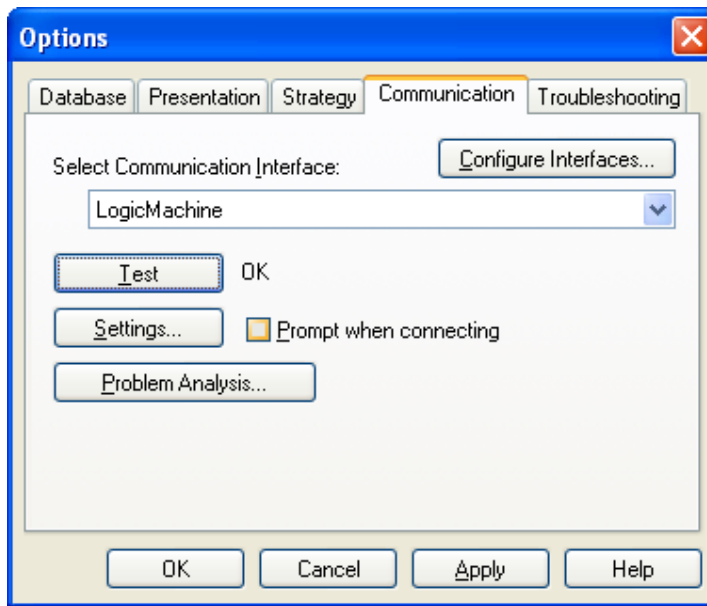 Options
Database Presentation Strategy Communication Troubleshooting
Select Communication Interface: Configure Interfaces...
LogicMachine
Test OK
Settings... Prompt when connecting
Problem Analysis...
OK Cancel Apply Help